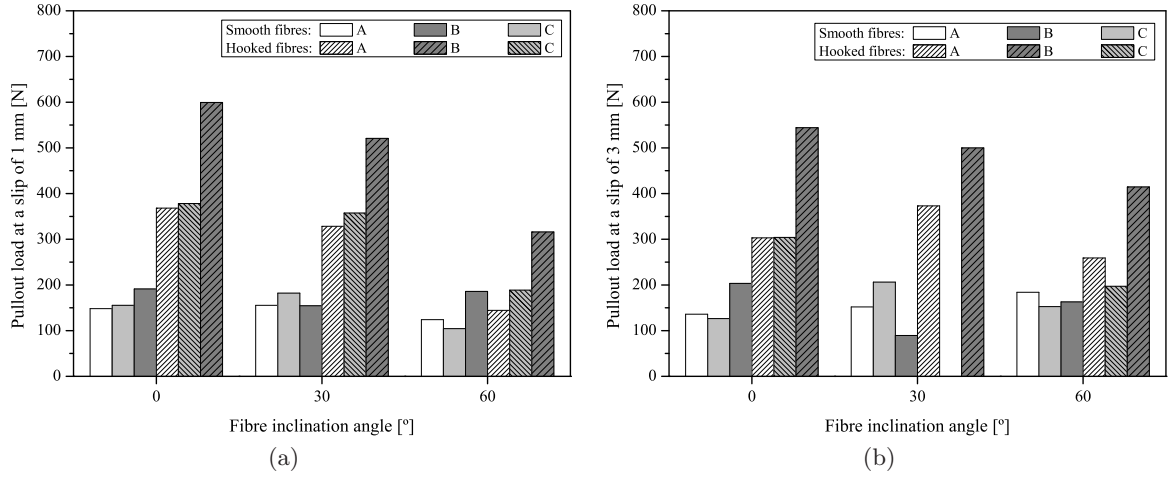 800
700
600
500
400
300
200
100
0
Pullout load at a slip of 1 mm [N]
Smooth fibres: A B C
Hooked fibres: A B C
0 30 60
Fibre inclination angle [º]
(a)
800
700
600
500
400
300
200
100
0
Pullout load at a slip of 3 mm [N]
Smooth fibres: A B C
Hooked fibres: A B C
0 30 60
Fibre inclination angle [º]
(b)